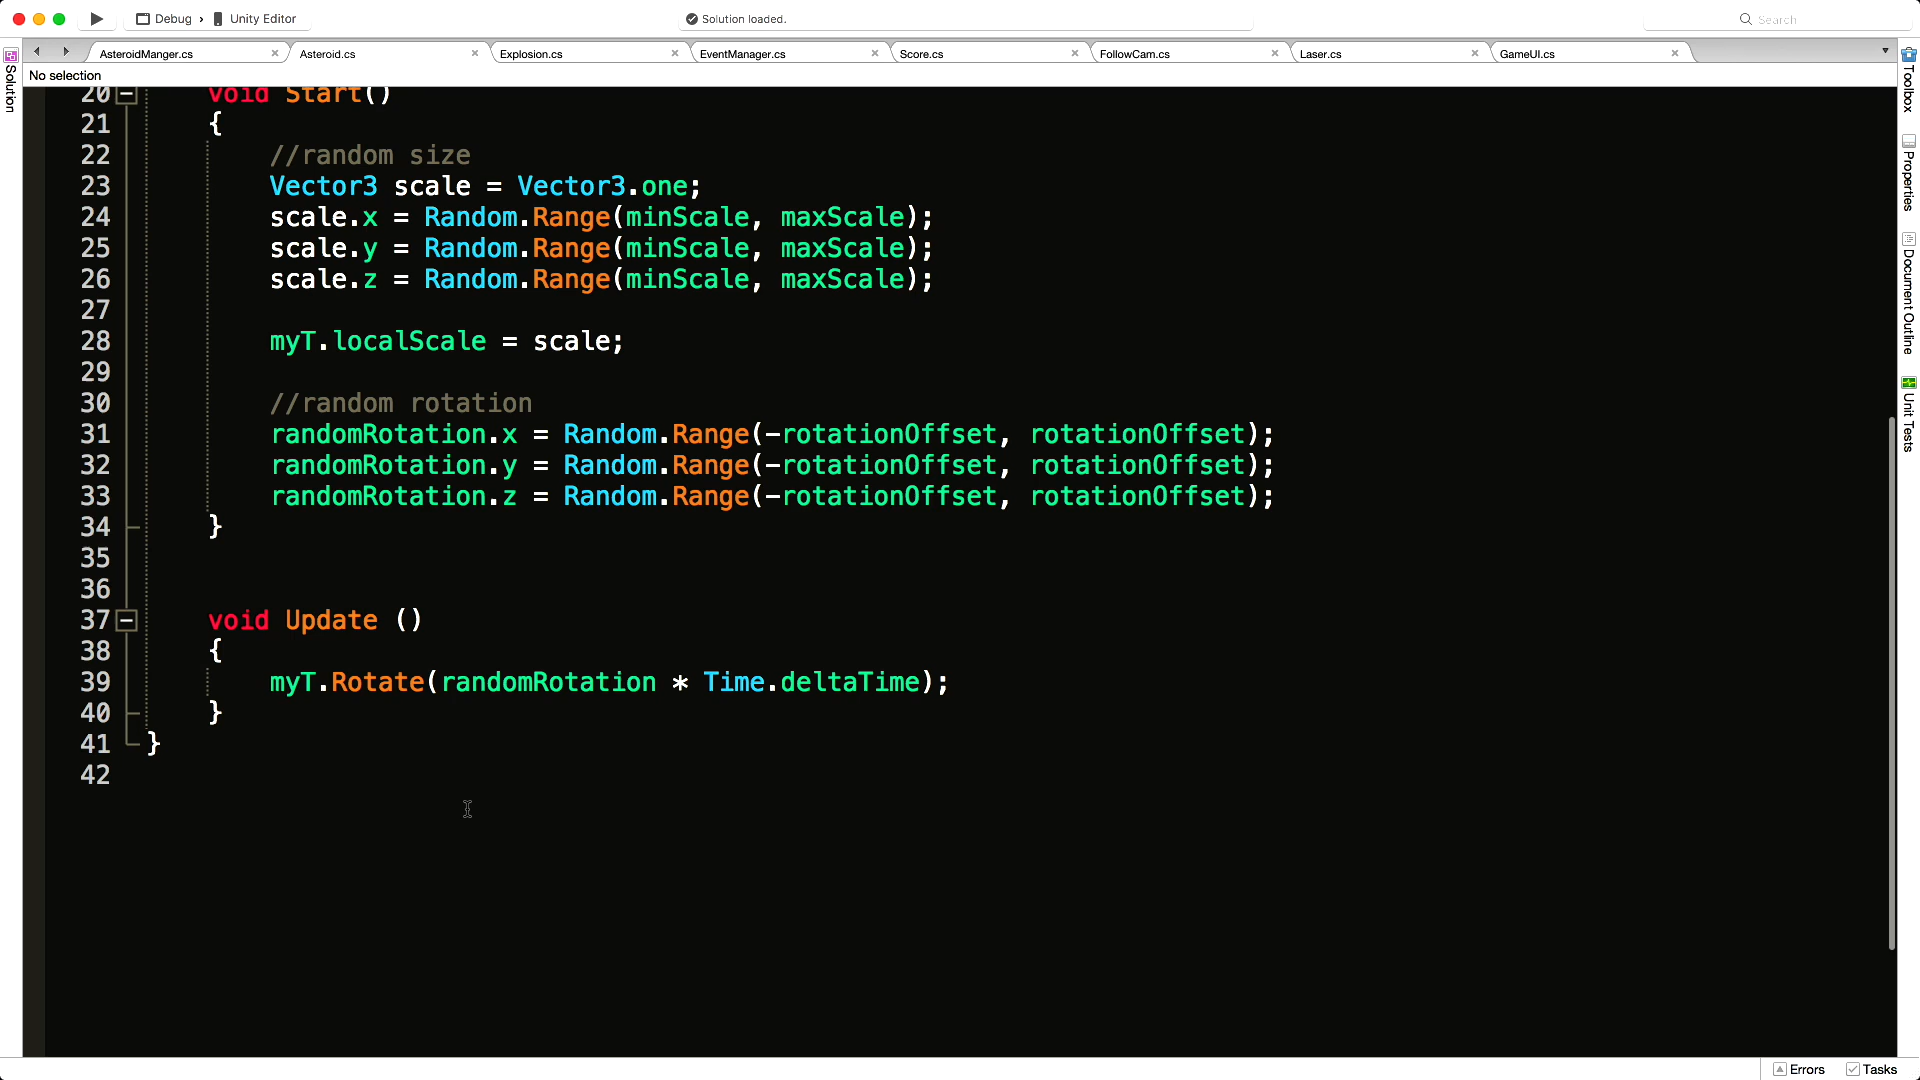 Debug › Unity Editor
Solution loaded.
Search
AsteroidManger.cs
Asteroid.cs
Explosion.cs
EventManager.cs
Score.cs
FollowCam.cs
Laser.cs
GameUI.cs
No selection
Solution
Toolbox
Properties
Document Outline
Unit Tests
20 void Start()
21 {
22 //random size
23 Vector3 scale = Vector3.one;
24 scale.x = Random.Range(minScale, maxScale);
25 scale.y = Random.Range(minScale, maxScale);
26 scale.z = Random.Range(minScale, maxScale);
27
28 myT.localScale = scale;
29
30 //random rotation
31 randomRotation.x = Random.Range(-rotationOffset, rotationOffset);
32 randomRotation.y = Random.Range(-rotationOffset, rotationOffset);
33 randomRotation.z = Random.Range(-rotationOffset, rotationOffset);
34 }
35
36
37 void Update ()
38 {
39 myT.Rotate(randomRotation * Time.deltaTime);
40 }
41 }
42
Errors
Tasks